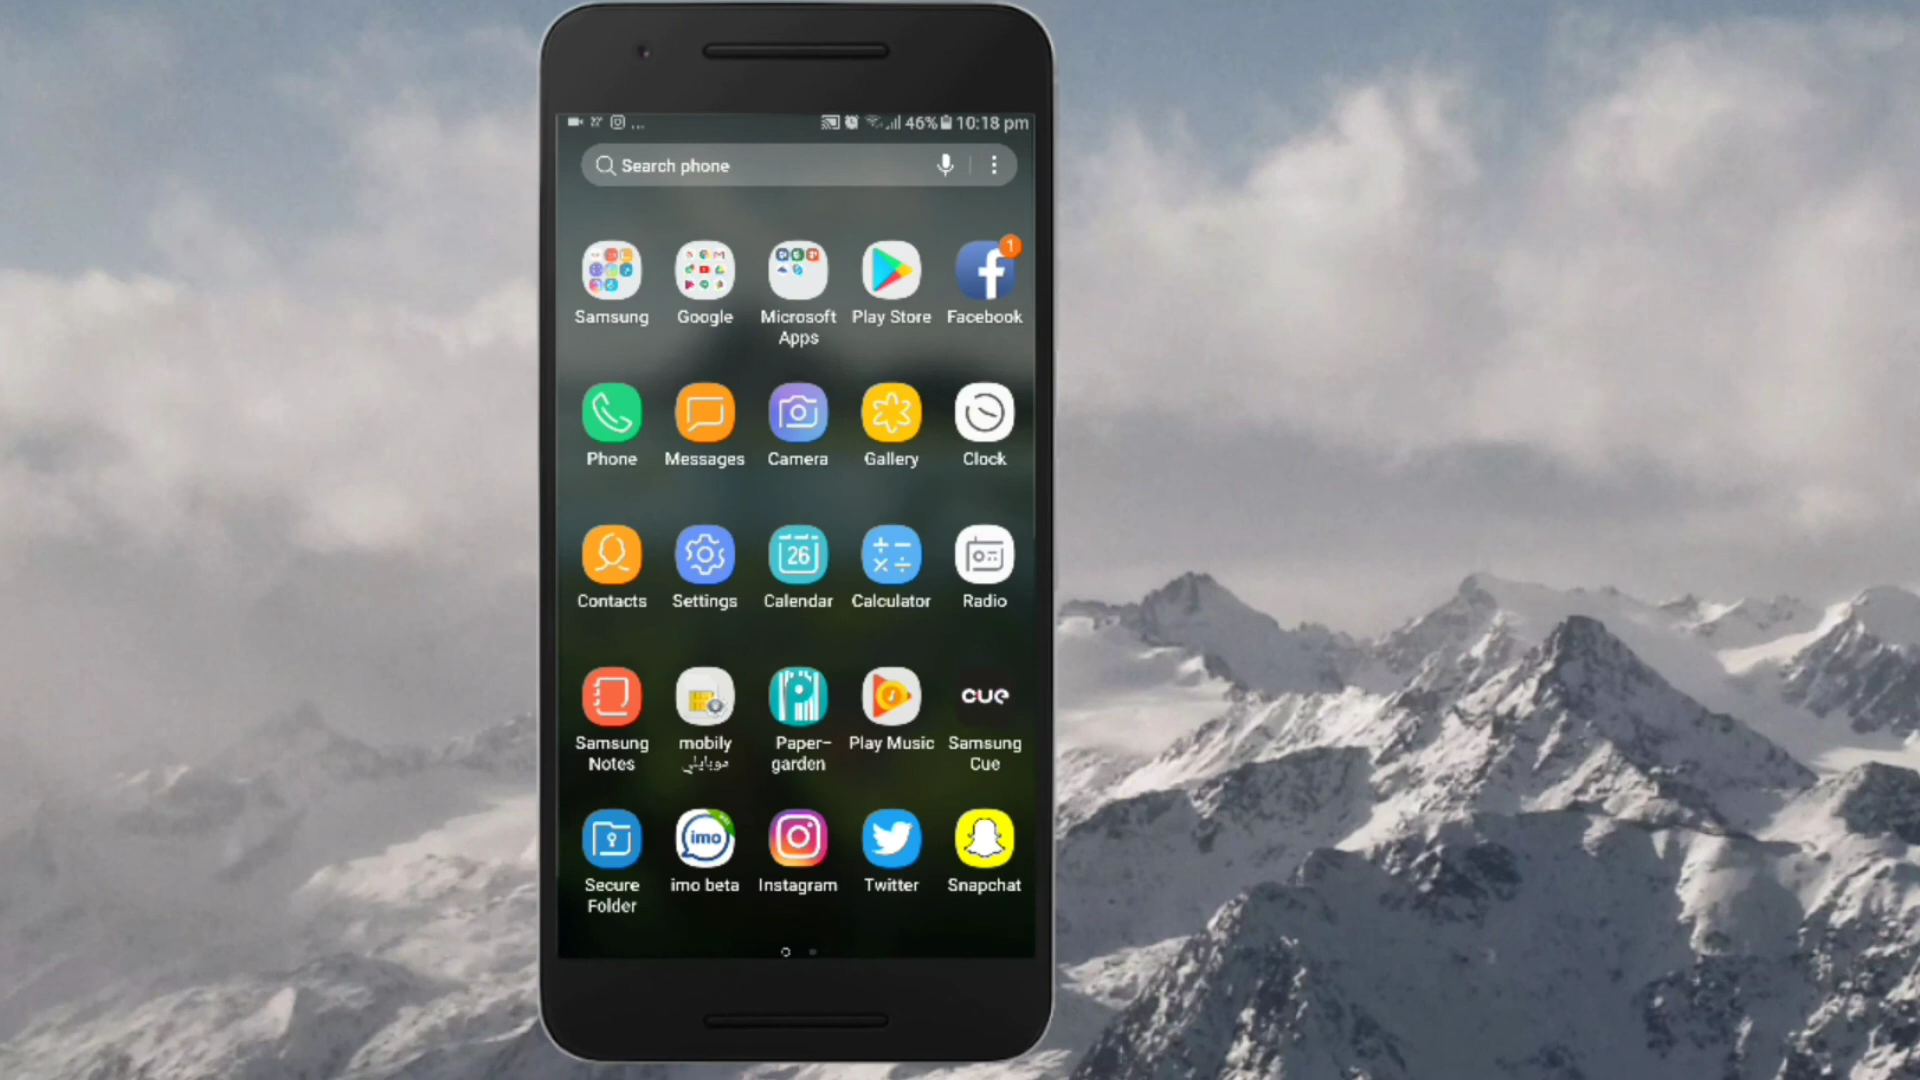 22° ... 46% 10:18 pm
Search phone
1
Samsung Google Microsoft Apps Play Store Facebook
Phone Messages Camera Gallery Clock
26
Contacts Settings Calendar Calculator Radio
cue
Samsung Notes mobily موبايلي Paper-garden Play Music Samsung Cue
imo
Secure Folder imo beta Instagram Twitter Snapchat